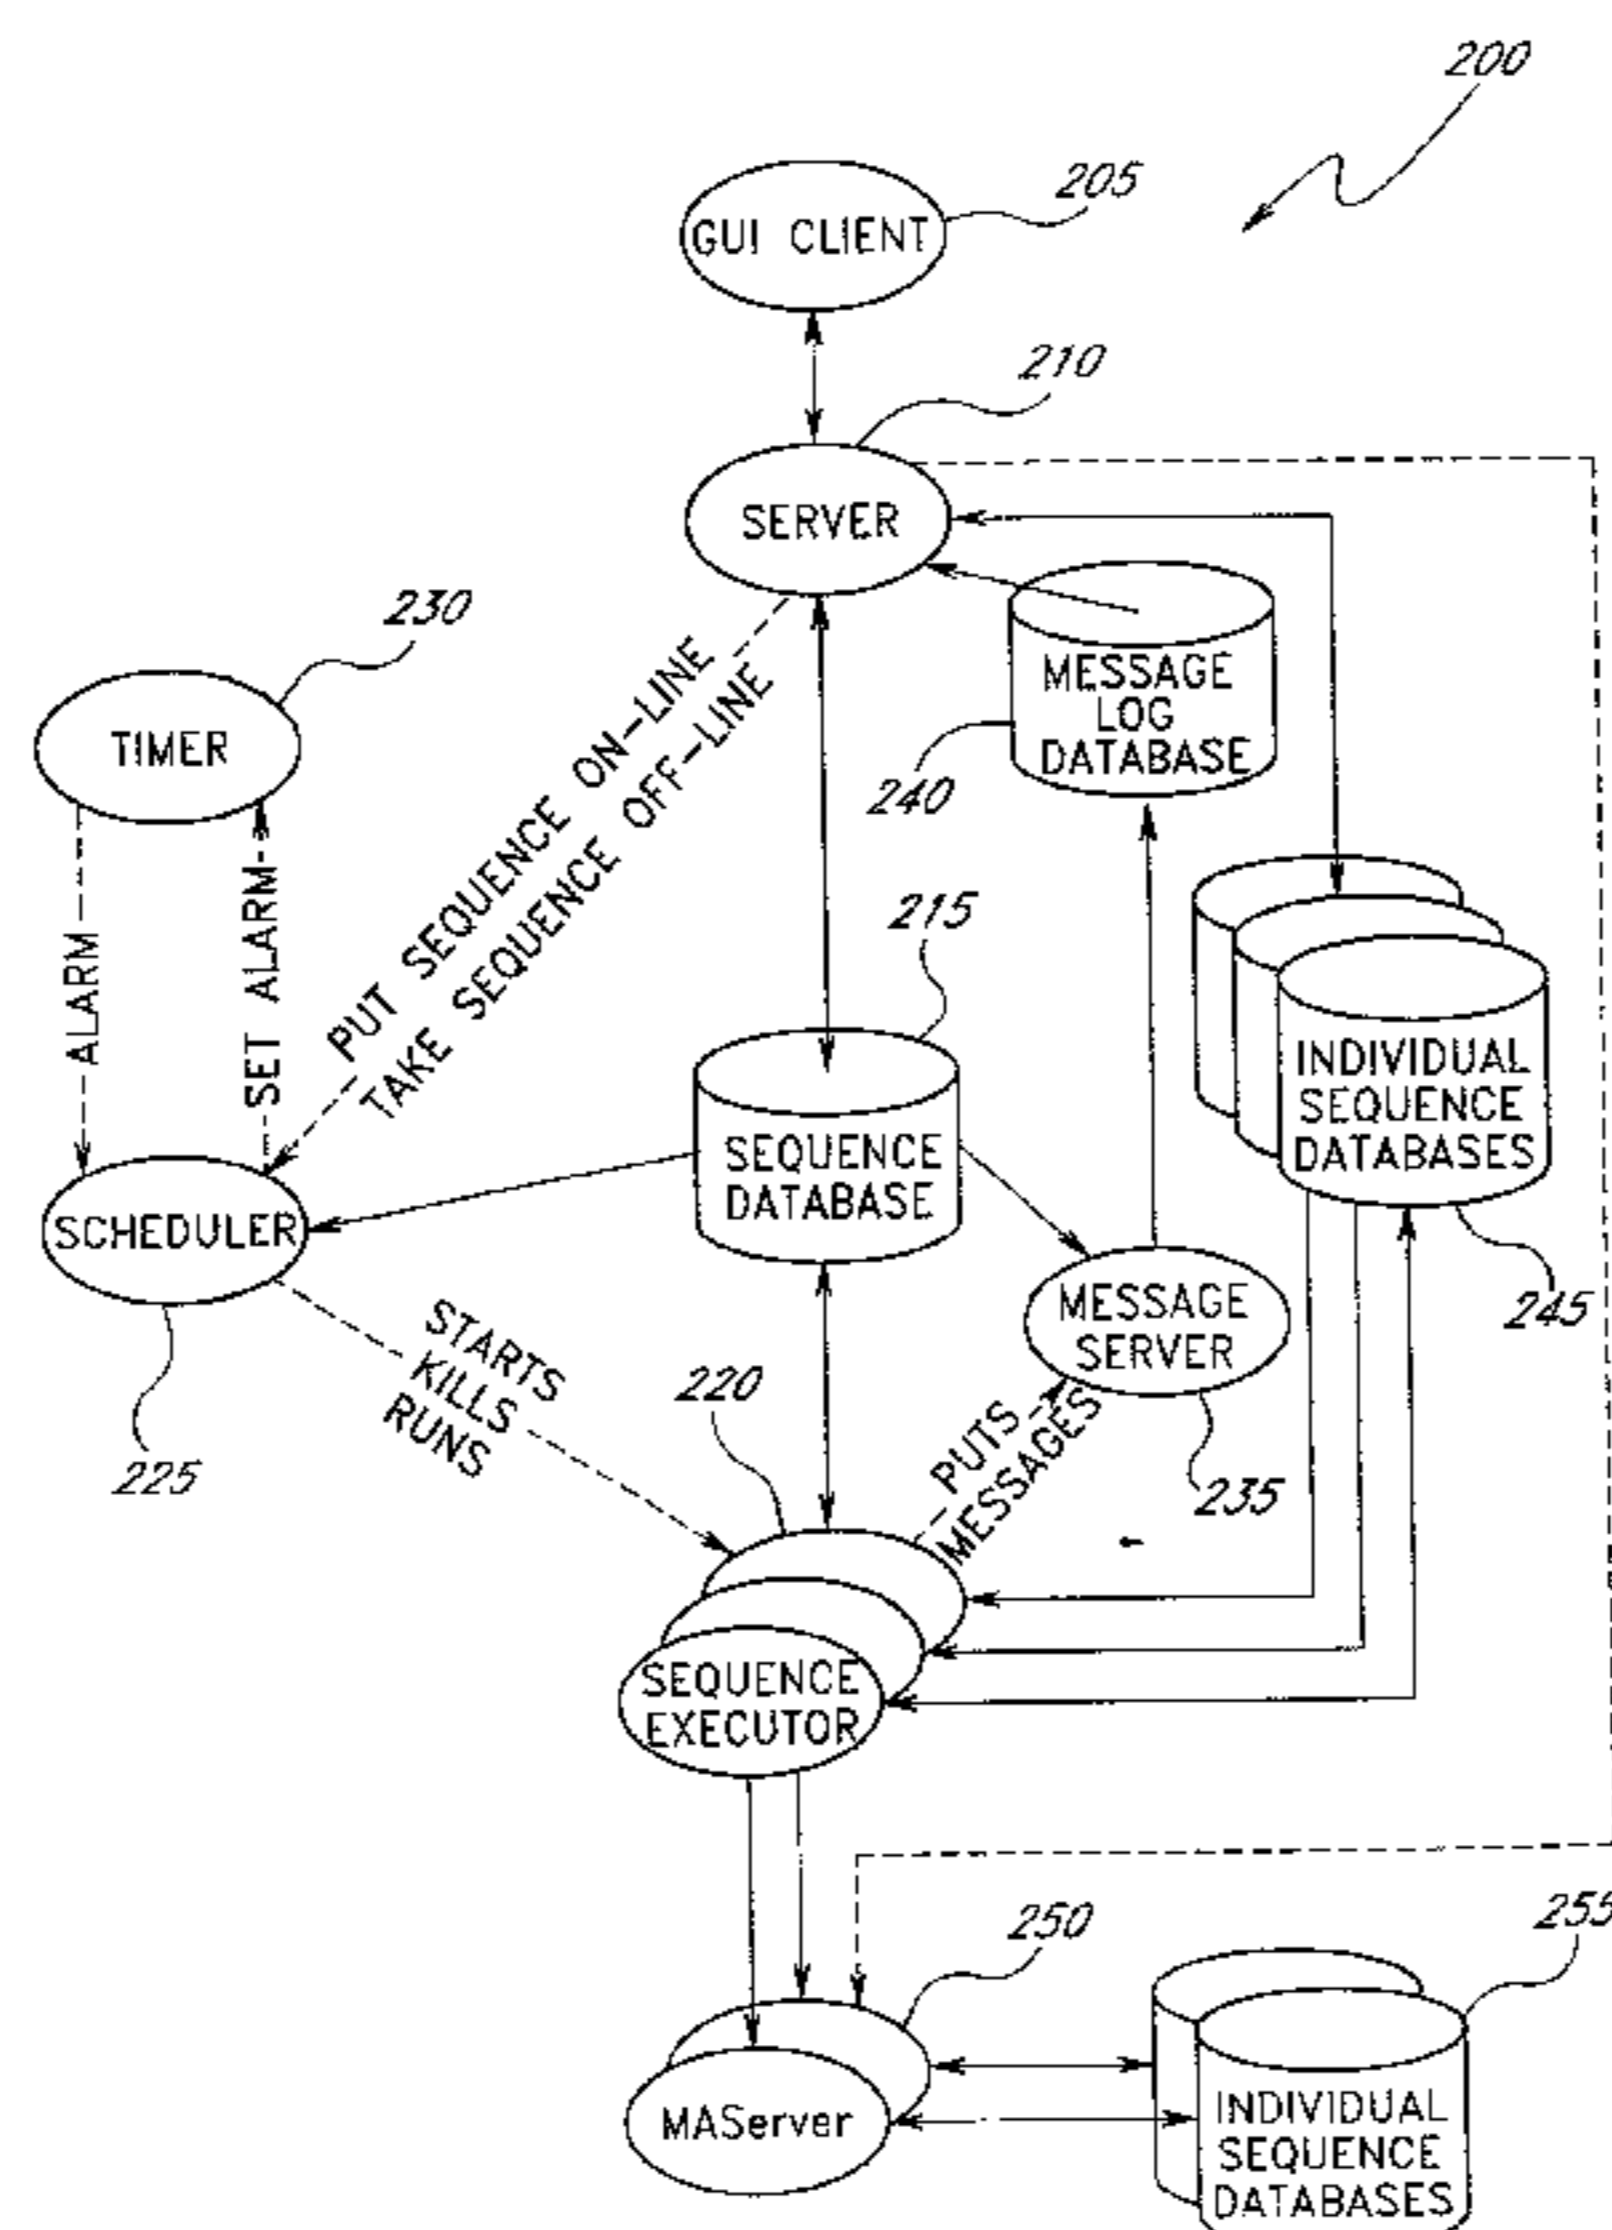 200
205
GUI CLIENT
210
SERVER
230
TIMER
MESSAGE
LOG
DATABASE
240
PUT SEQUENCE ON-LINE
TAKE SEQUENCE OFF-LINE
ALARM
SET ALARM
215
SEQUENCE
DATABASE
INDIVIDUAL
SEQUENCE
DATABASES
245
SCHEDULER
225
MESSAGE
SERVER
235
STARTS
KILLS
RUNS
220
PUTS
MESSAGES
SEQUENCE
EXECUTOR
250
255
MAServer
INDIVIDUAL
SEQUENCE
DATABASES